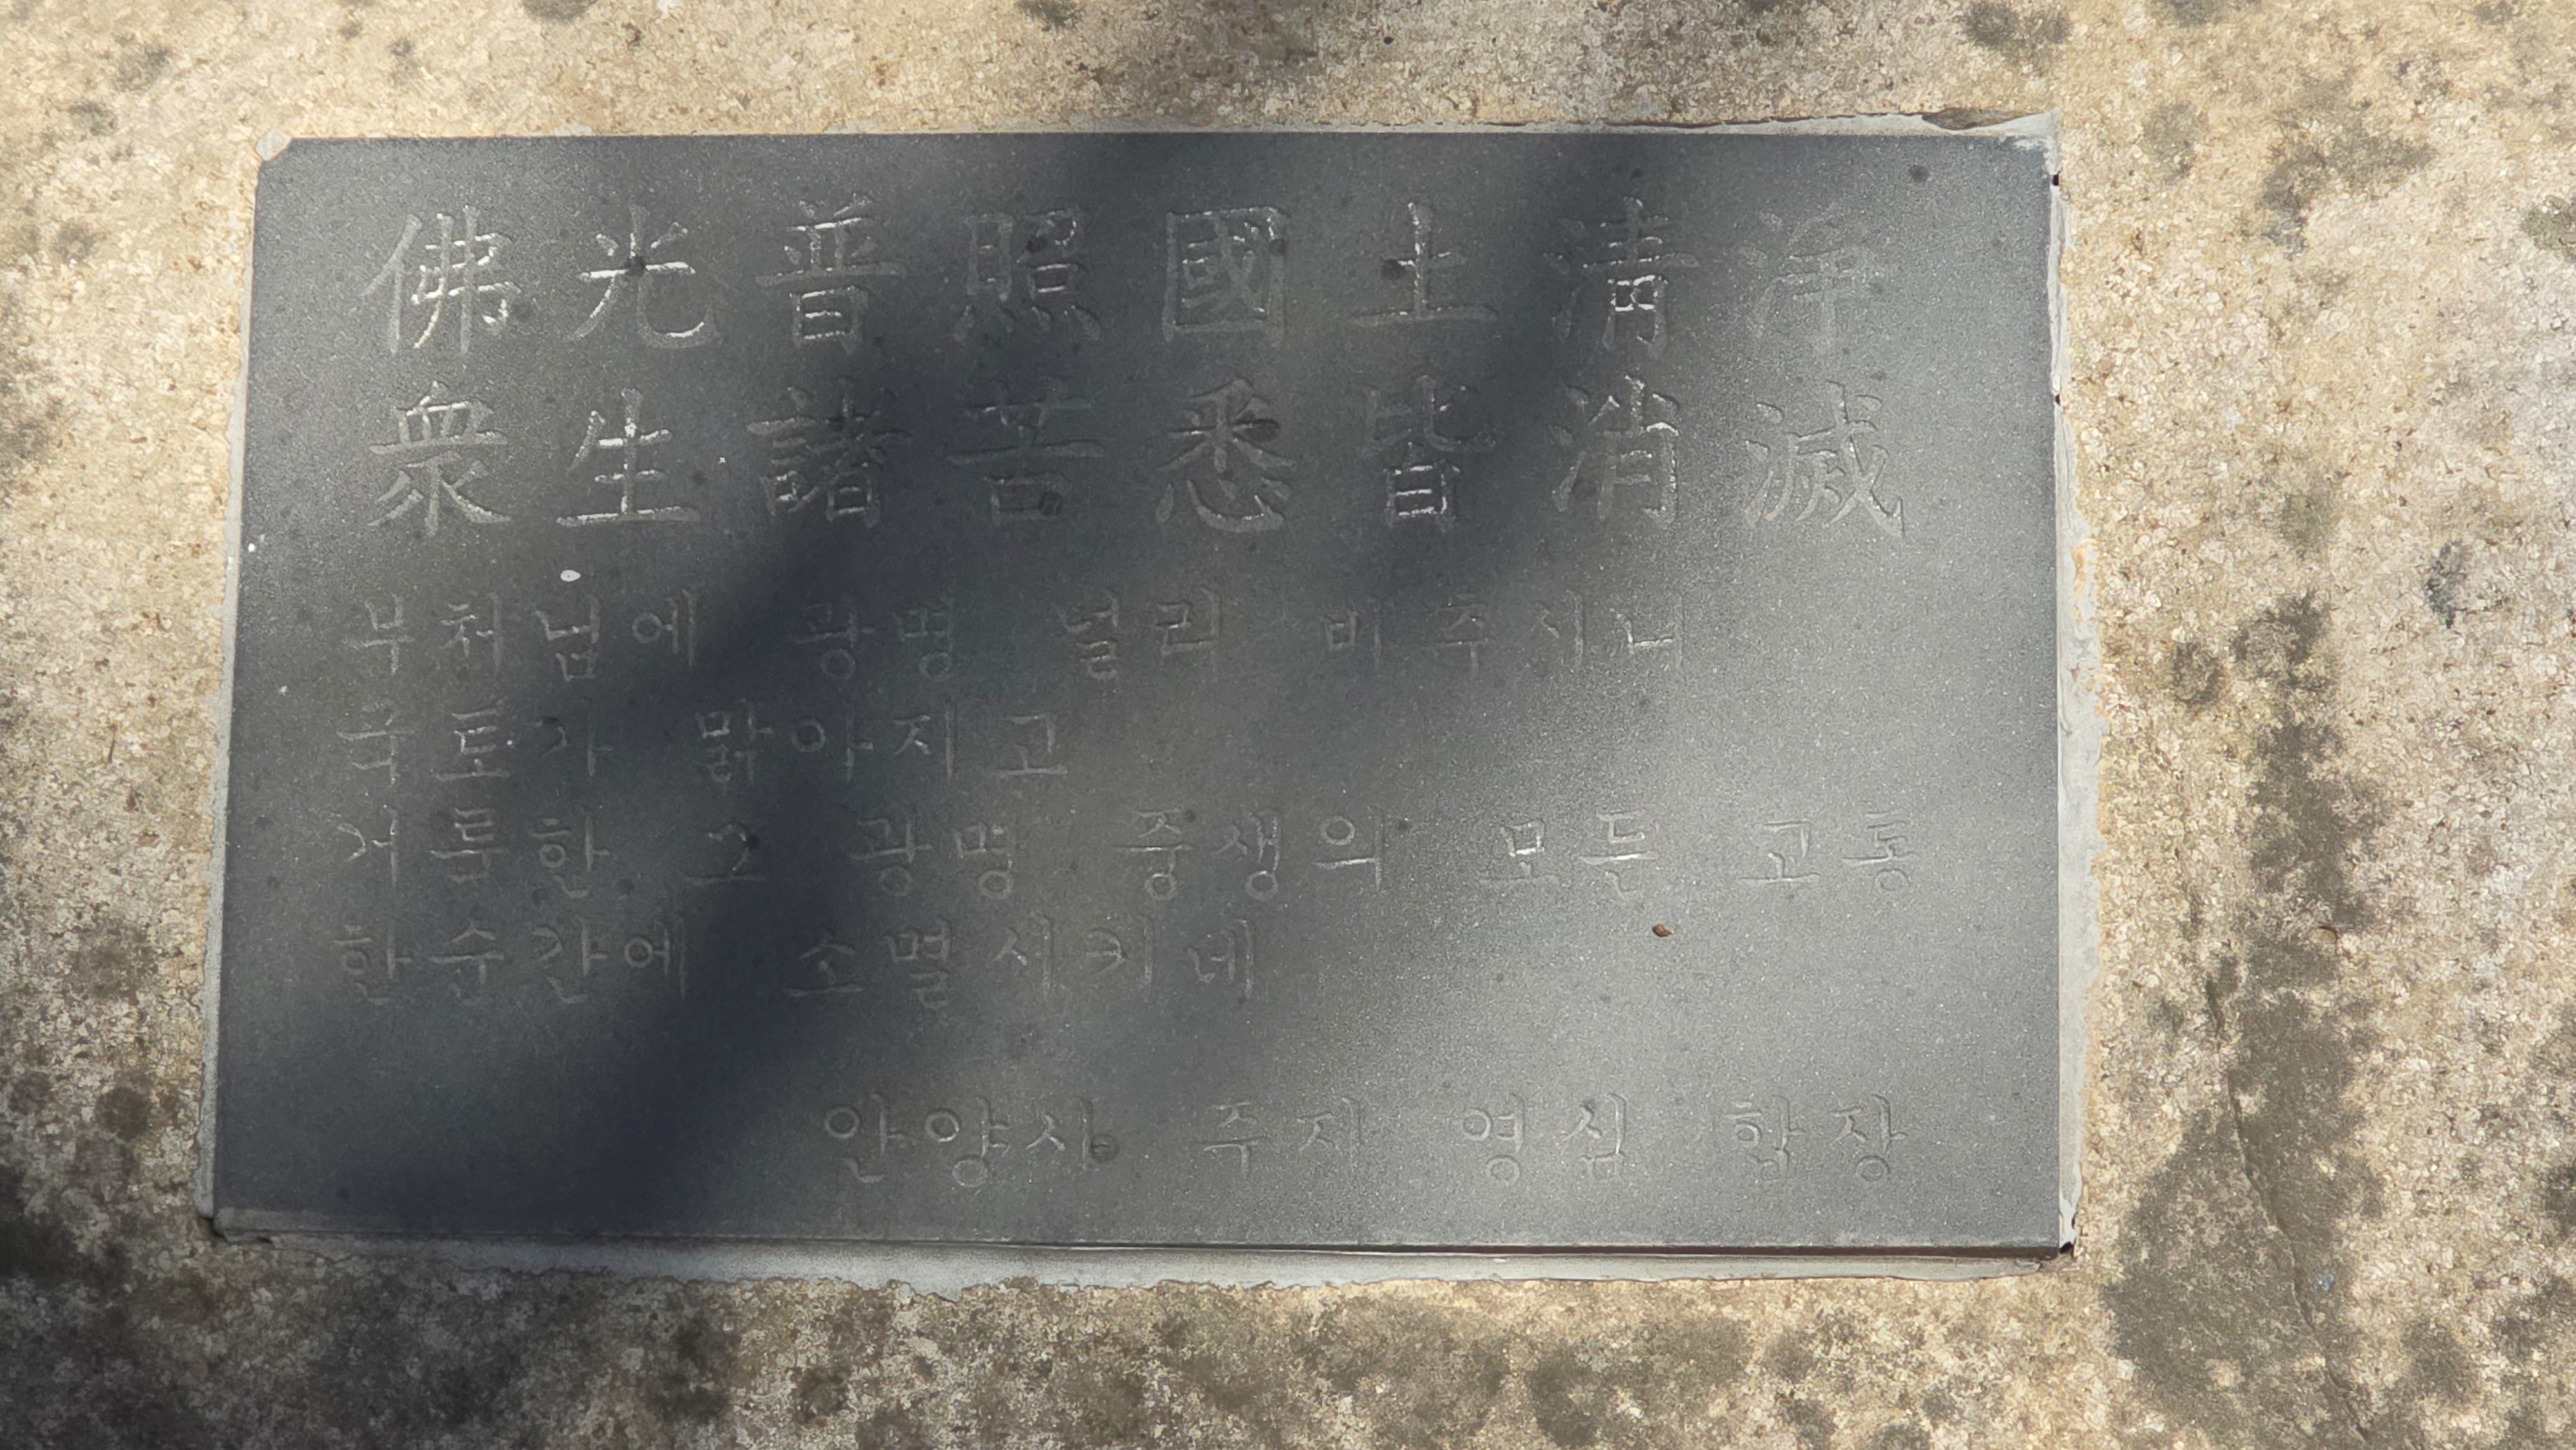 佛光普照國土清淨
衆生諸苦悉皆消滅
부처님에 광명 널리 비추시니
국토가 맑아지고
거룩한 그 광명 중생의 모든 고통
한순간에 소멸시키네
안양사 주지 영심 합장